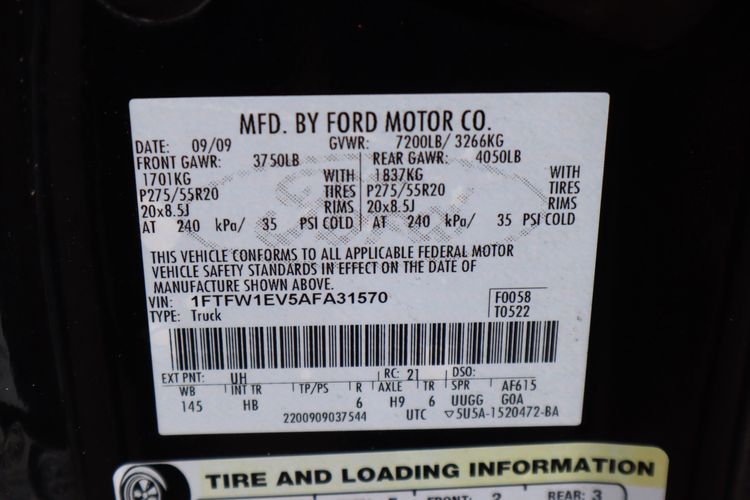 MFD. BY FORD MOTOR CO.
DATE: 09/09 GVWR: 7200LB/ 3266KG
FRONT GAWR: 3750LB REAR GAWR: 4050LB
1701KG WITH 1837KG WITH
P275/55R20 TIRES P275/55R20 TIRES
20x8.5J RIMS 20x8.5J RIMS
AT 240 kPa/ 35 PSI COLD AT 240 kPa/ 35 PSI COLD
THIS VEHICLE CONFORMS TO ALL APPLICABLE FEDERAL MOTOR
VEHICLE SAFETY STANDARDS IN EFFECT ON THE DATE OF
MANUFACTURE SHOWN ABOVE.
VIN: 1FTFW1EV5AFA31570 F0058
TYPE: Truck T0522
EXT PNT: UH RC: 21 DSO:
WB INT TR TP/PS R AXLE TR SPR AF615
145 HB 6 H9 6 UUGG GOA
2200909037544 UTC ▽5U5A-1520472-BA
TIRE AND LOADING INFORMATION
FRONT: 2 REAR: 3